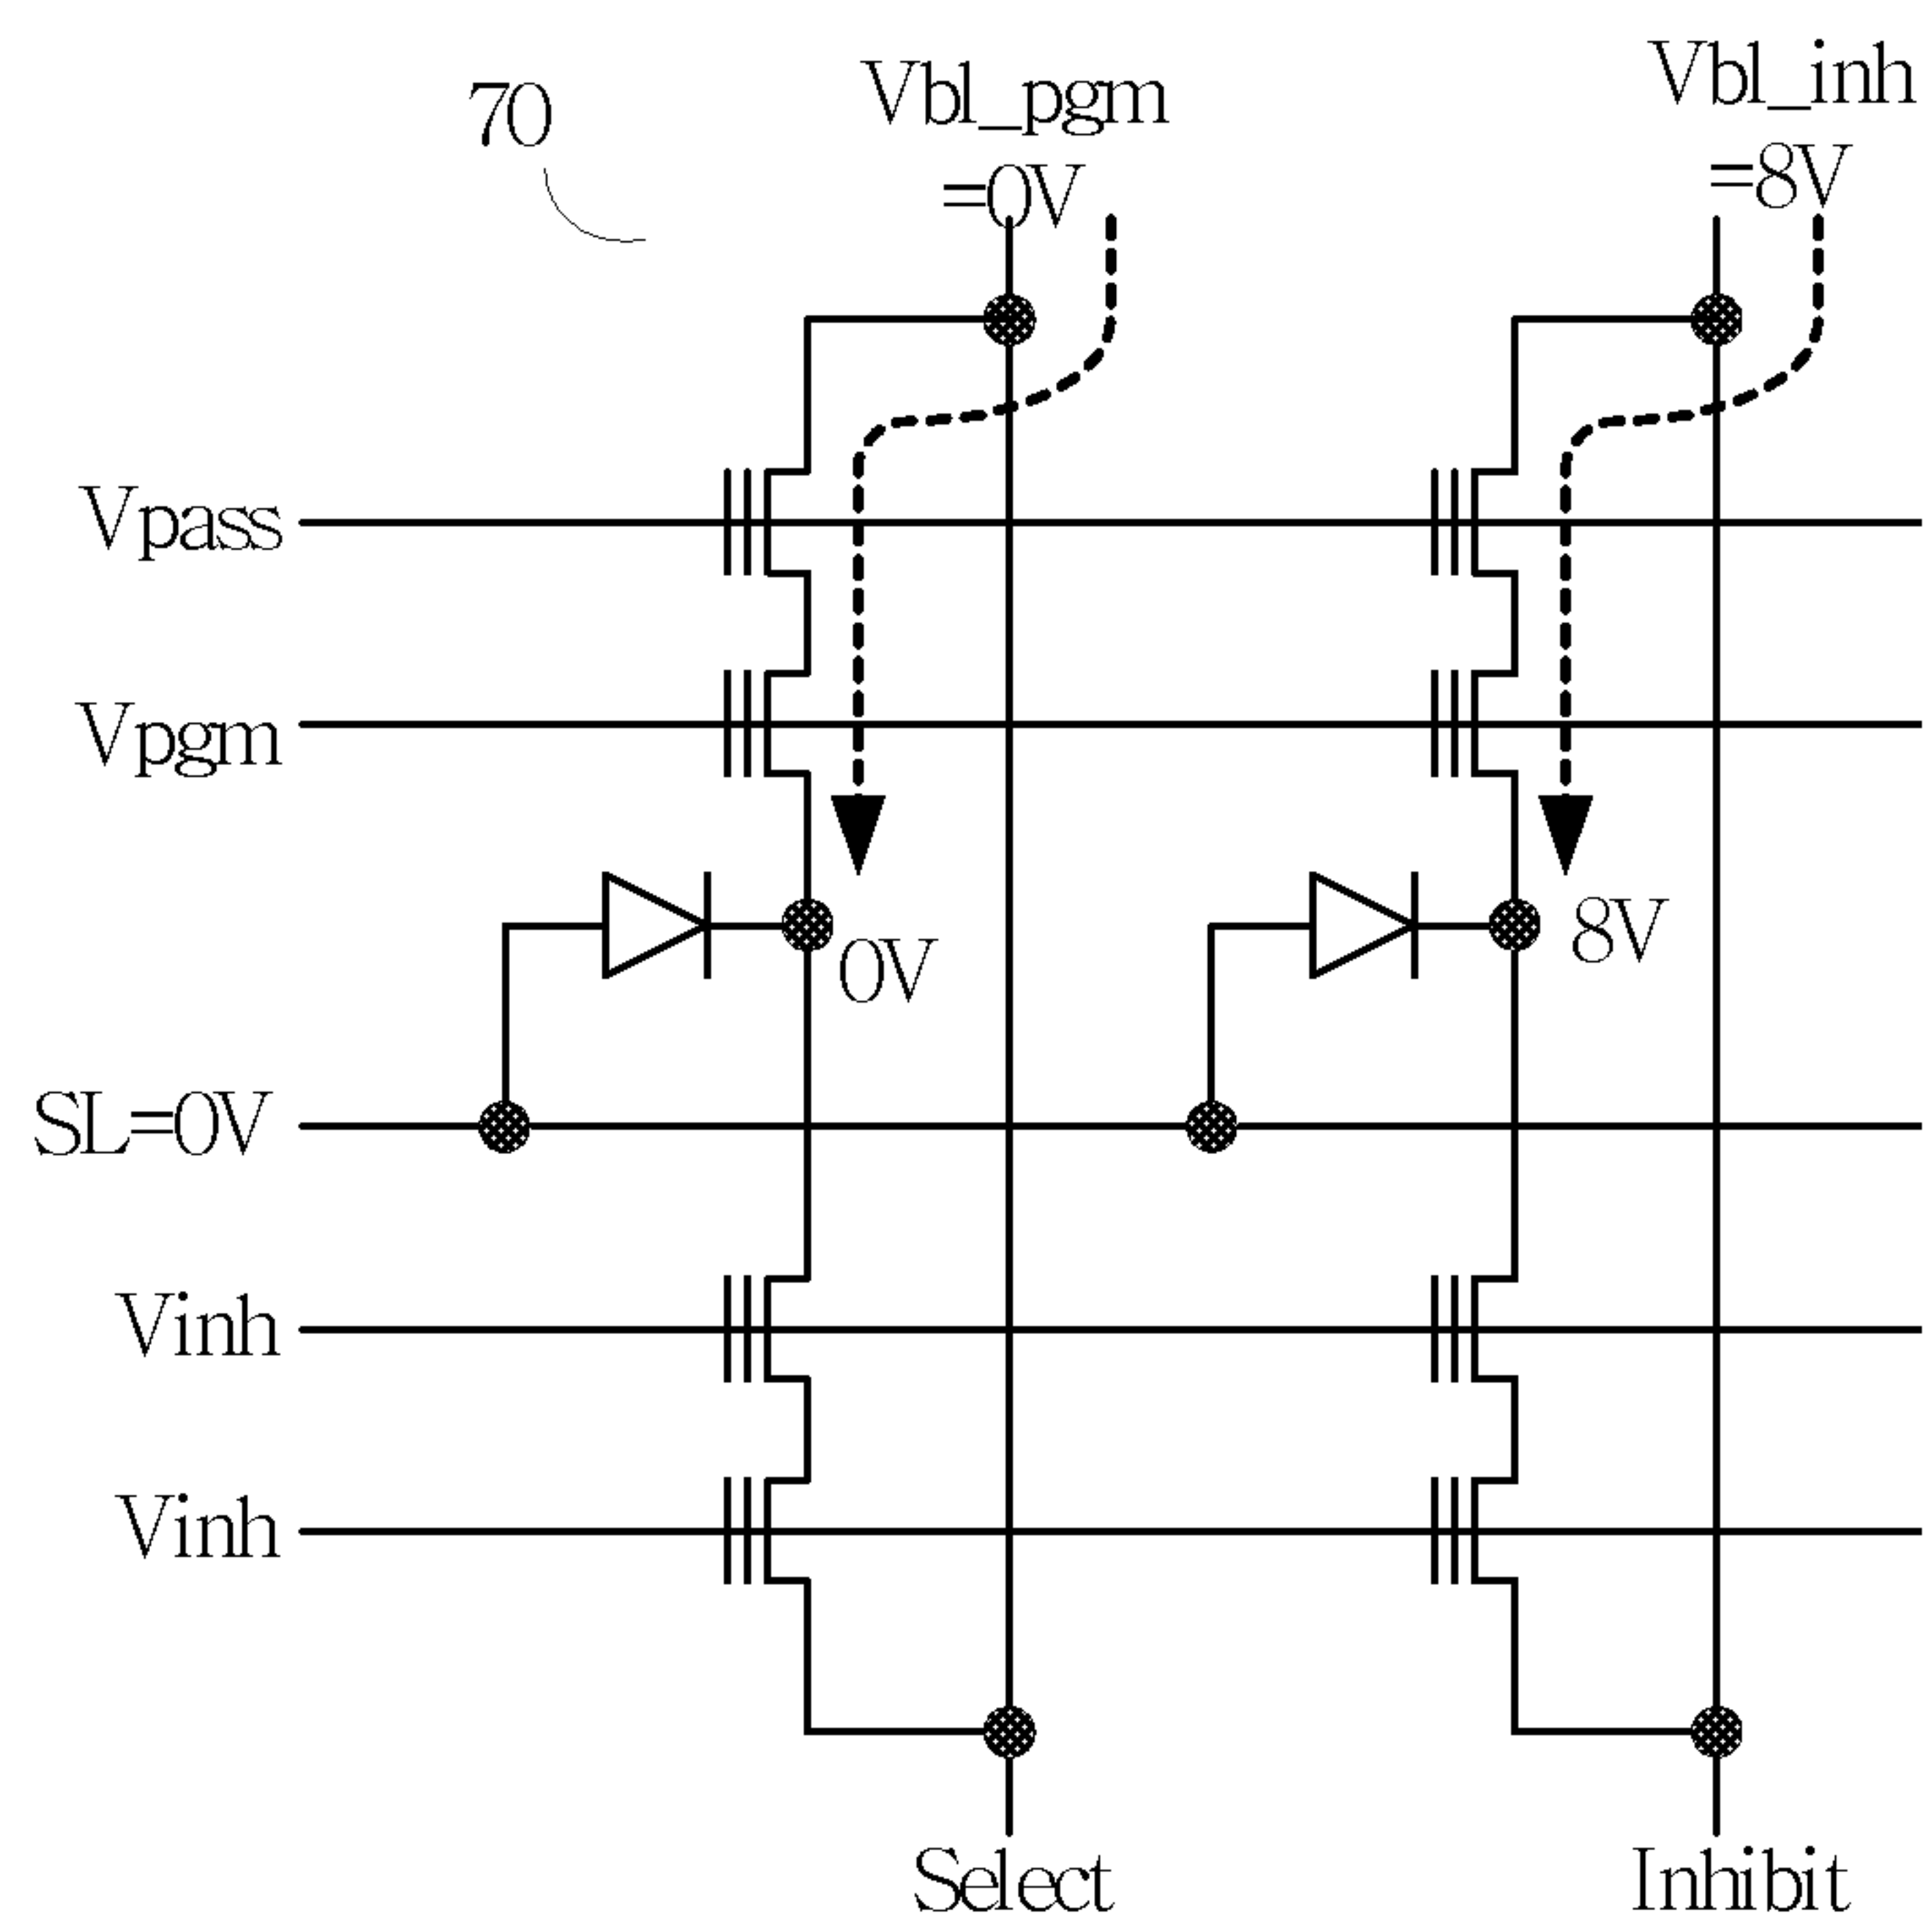 70
Vbl_pgm
=0V
Vbl_inh
=8V
Vpass
Vpgm
0V
8V
SL=0V
Vinh
Vinh
Select
Inhibit